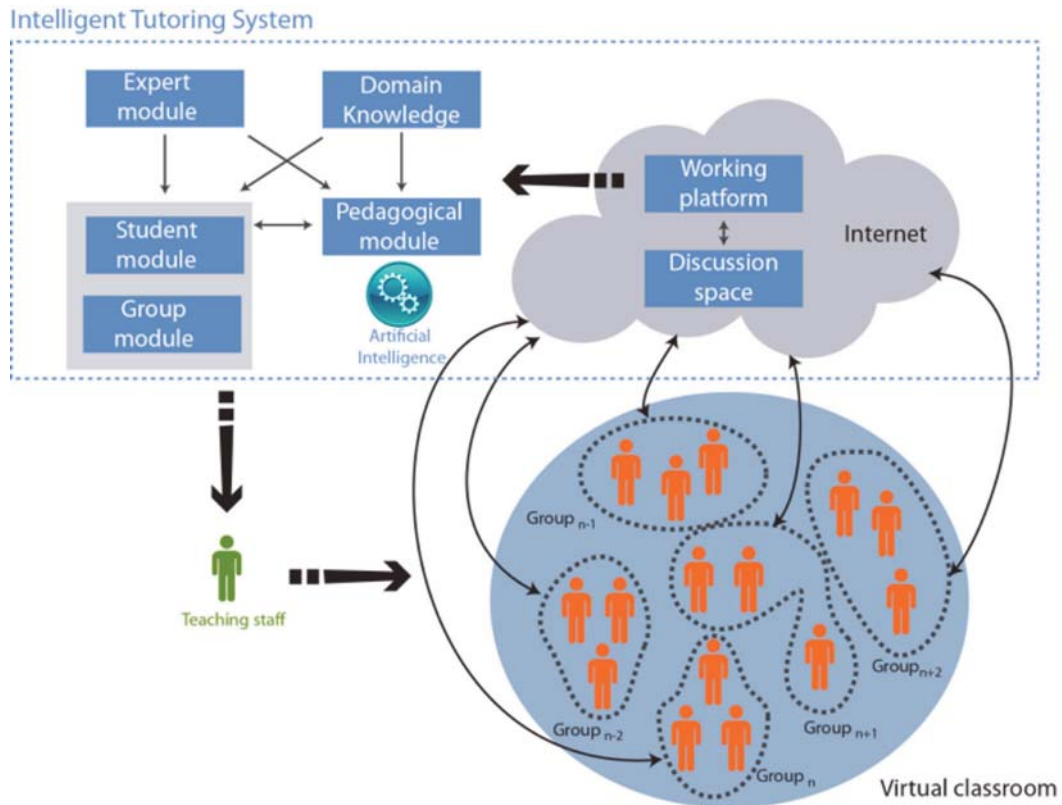 Intelligent Tutoring System
Expert
module
Domain
Knowledge
Working
platform
Internet
Discussion
space
Student
module
Group
module
Pedagogical
module
Artificial
Intelligence
Teaching staff
Group n-1
Group n-2
Group n
Group n+1
Group n+2
Virtual classroom